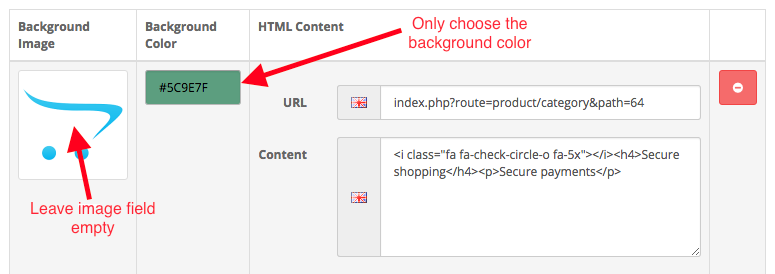 Background Image
Background Color
HTML Content
Only choose the
background color
#5C9E7F
URL
index.php?route=product/category&path=64
Content
<i class="fa fa-check-circle-o fa-5x"></i><h4>Secure
shopping</h4><p>Secure payments</p>
Leave image field
empty